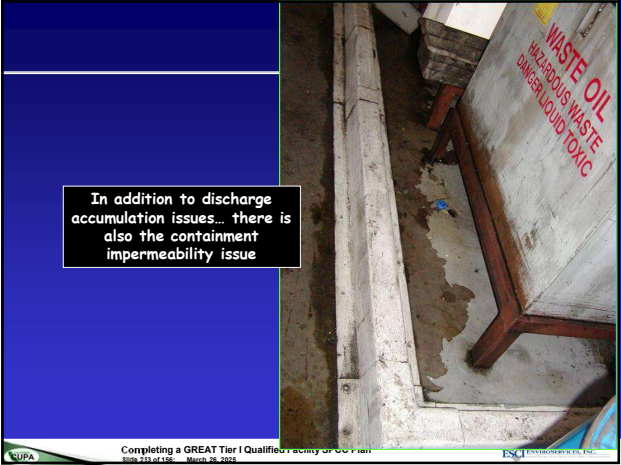 WASTE OIL
HAZARDOUS WASTE
DANGER LIQUID TOXIC
In addition to discharge
accumulation issues… there is
also the containment
impermeability issue
CUPA
Completing a GREAT Tier I Qualified Facility SPCC Plan
Slide 253 of 156: March 26, 2025
ESCI ENVIROSERVICES, INC.